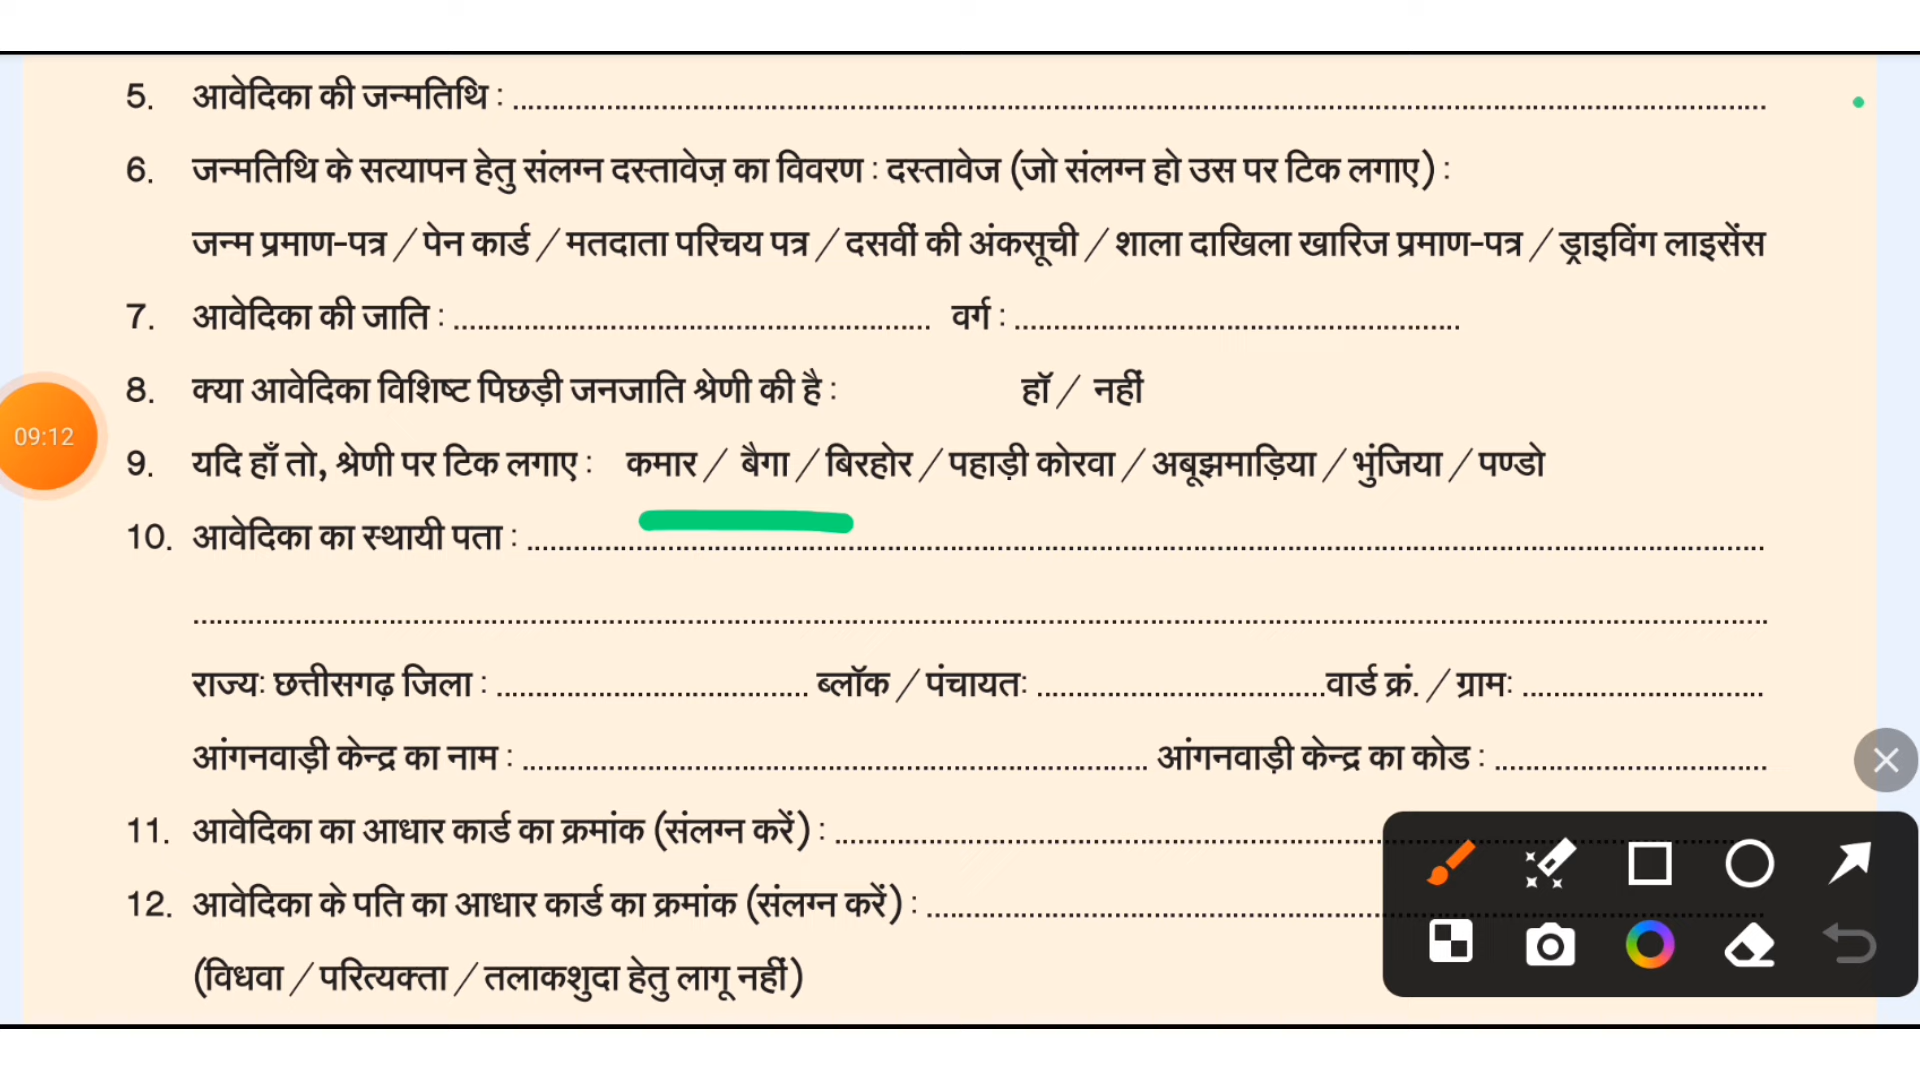 5. आवेदिका की जन्मतिथि : ........................................................................
6. जन्मतिथि के सत्यापन हेतु संलग्न दस्तावेज़ का विवरण : दस्तावेज (जो संलग्न हो उस पर टिक लगाए) :
जन्म प्रमाण-पत्र / पेन कार्ड / मतदाता परिचय पत्र / दसवीं की अंकसूची / शाला दाखिला खारिज प्रमाण-पत्र / ड्राइविंग लाइसेंस
7. आवेदिका की जाति : ........................................ वर्ग : ........................................
8. क्या आवेदिका विशिष्ट पिछड़ी जनजाति श्रेणी की है : हॉ / नहीं
09:12
9. यदि हाँ तो, श्रेणी पर टिक लगाए : कमार / बैगा / बिरहोर / पहाड़ी कोरवा / अबूझमाड़िया / भुंजिया / पण्डो
10. आवेदिका का स्थायी पता : ........................................................................
........................................................................
राज्यः छत्तीसगढ़ जिला : .............................. ब्लॉक / पंचायतः ..............................वार्ड क्रं. / ग्रामः ..............................
आंगनवाड़ी केन्द्र का नाम : .................................................. आंगनवाड़ी केन्द्र का कोड : ..............................
11. आवेदिका का आधार कार्ड का क्रमांक (संलग्न करें) : ............................................................
12. आवेदिका के पति का आधार कार्ड का क्रमांक (संलग्न करें) : ............................................................
(विधवा / परित्यक्ता / तलाकशुदा हेतु लागू नहीं)